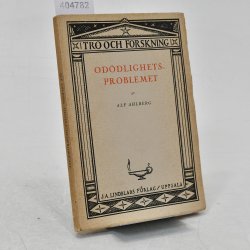 404782
TRO OCH FORSKNING
ODÖDLIGHETS-
PROBLEMET
AV
ALF AHLBERG
J.A. LINDBLADS FÖRLAG / UPPSALA